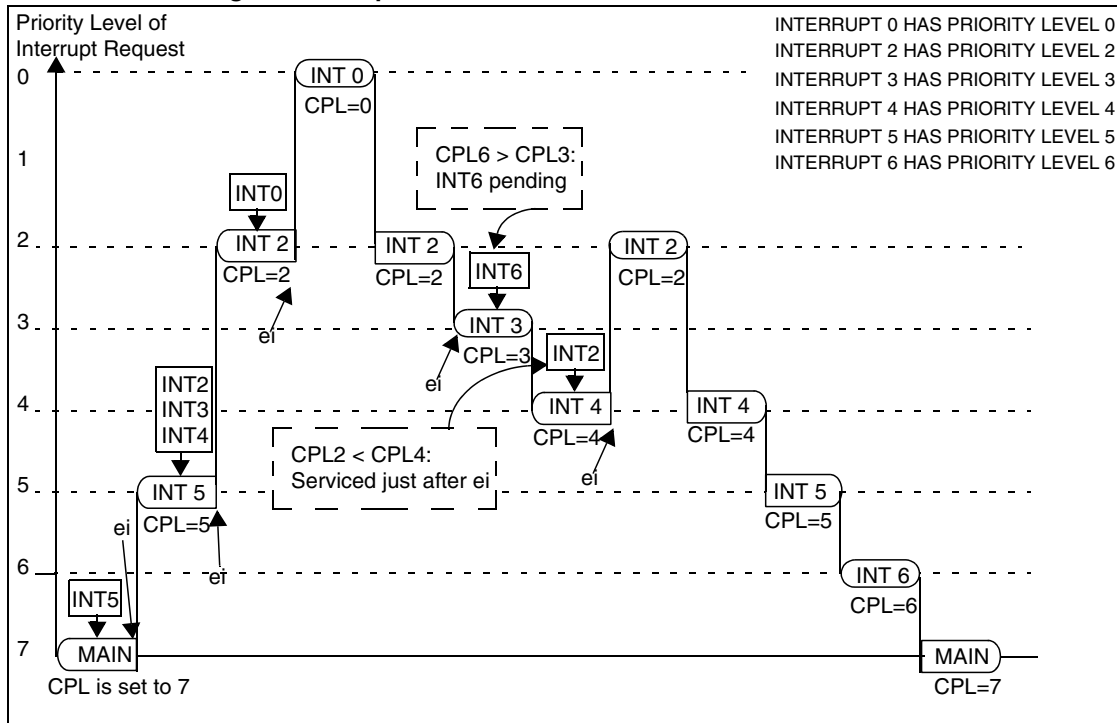 Priority Level of
Interrupt Request
INTERRUPT 0 HAS PRIORITY LEVEL 0
INTERRUPT 2 HAS PRIORITY LEVEL 2
INTERRUPT 3 HAS PRIORITY LEVEL 3
INTERRUPT 4 HAS PRIORITY LEVEL 4
INTERRUPT 5 HAS PRIORITY LEVEL 5
INTERRUPT 6 HAS PRIORITY LEVEL 6
0
INT 0
CPL=0
1
CPL6 > CPL3:
INT6 pending
INT0
2
INT 2
CPL=2
INT 2
CPL=2
INT6
INT 2
CPL=2
ei
3
INT 3
CPL=3
ei
INT2
INT2
INT3
INT4
4
INT 4
CPL=4
ei
INT 4
CPL=4
CPL2 < CPL4:
Serviced just after ei
5
INT 5
CPL=5
ei
ei
INT 5
CPL=5
6
INT5
INT 6
CPL=6
7
MAIN
CPL is set to 7
MAIN
CPL=7